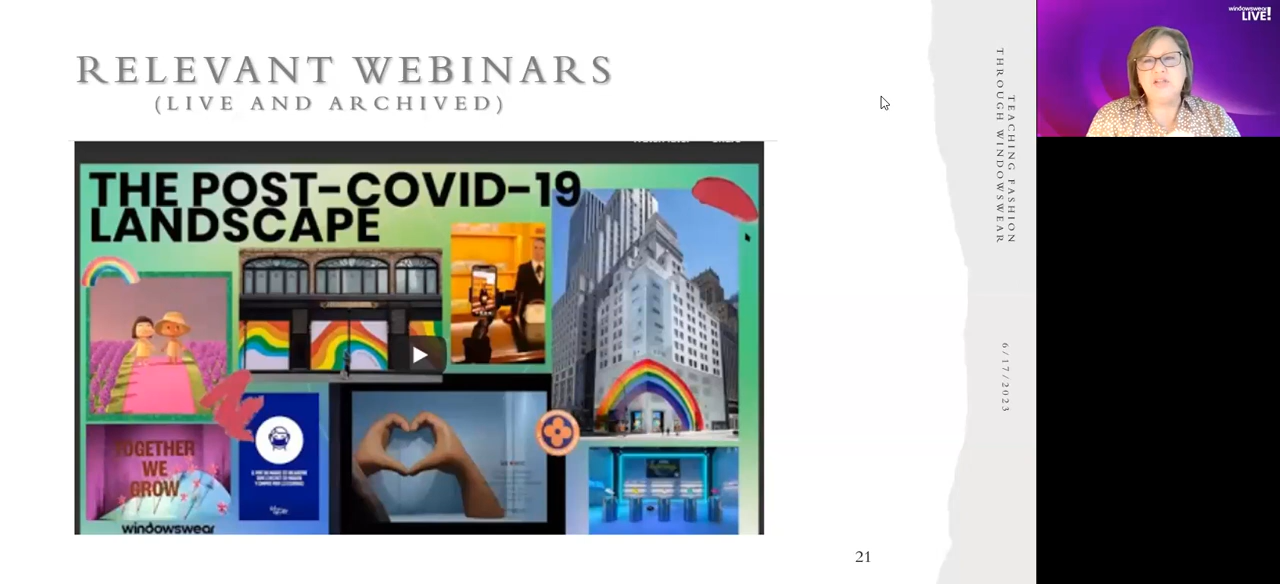 RELEVANT WEBINARS
(LIVE AND ARCHIVED)
THE POST-COVID-19
LANDSCAPE
TOGETHER
WE
GROW
windowswear
21
TEACHING FASHION
THROUGH WINDOWSWEAR
6/17/2023
windowswear
LIVE!